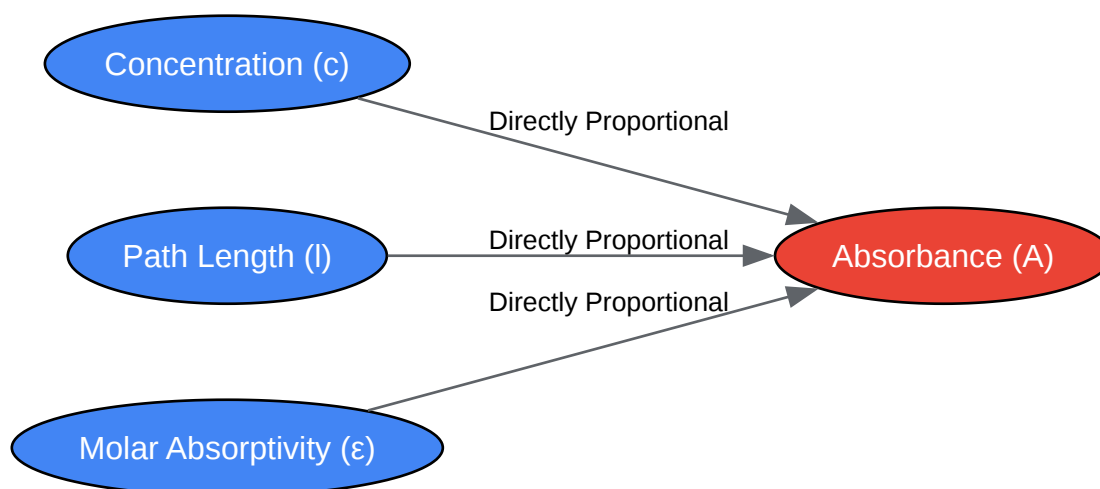 Concentration (c)
Directly Proportional
Path Length (l)
Directly Proportional
Absorbance (A)
Directly Proportional
Molar Absorptivity (ε)